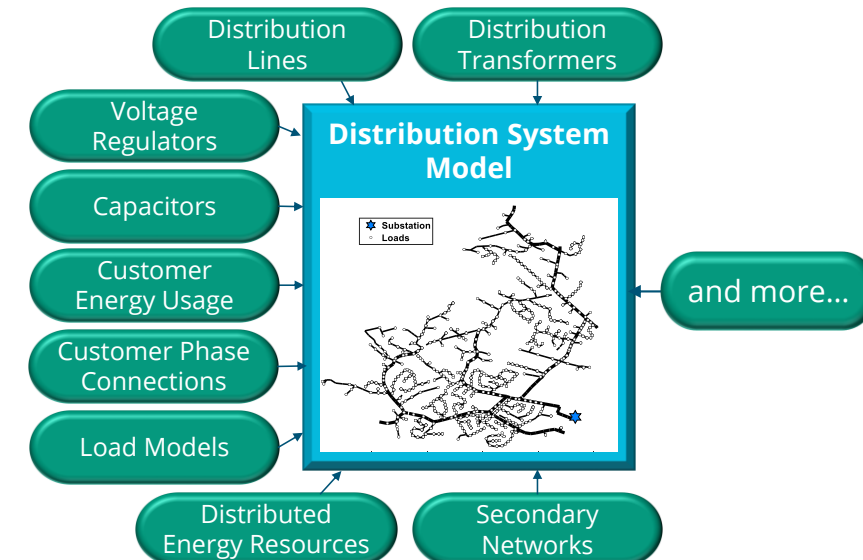 Distribution
Lines
Distribution
Transformers
Voltage
Regulators
Distribution System
Model
Capacitors
Substation
Loads
Customer
Energy Usage
and more...
Customer Phase
Connections
Load Models
Distributed
Energy Resources
Secondary
Networks